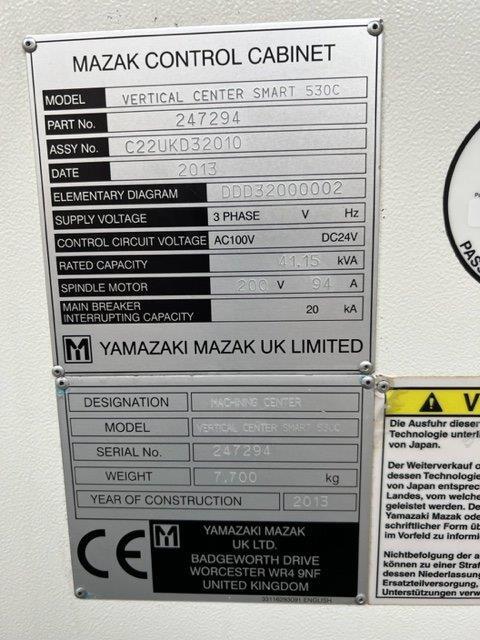 MAZAK CONTROL CABINET
MODEL VERTICAL CENTER SMART 530C
PART No. 247294
ASSY No. C22UKD32010
DATE 2013
ELEMENTARY DIAGRAM DDD32000002
SUPPLY VOLTAGE 3 PHASE V Hz
CONTROL CIRCUIT VOLTAGE AC100V DC24V
RATED CAPACITY 41.15 kVA
SPINDLE MOTOR 200 V 94 A
MAIN BREAKER
INTERRUPTING CAPACITY 20 kA
M YAMAZAKI MAZAK UK LIMITED
DESIGNATION MACHINING CENTER
MODEL VERTICAL CENTER SMART 530C
SERIAL No. 247294
WEIGHT 7.700 kg
YEAR OF CONSTRUCTION 2013
CE M YAMAZAKI MAZAK
UK LTD.
BADGEWORTH DRIVE
WORCESTER WR4 9NF
UNITED KINGDOM
ENGLISH
PASS
V
Die Ausfuhr dieser
Technologie unterli
von Japan.
Der Weiterverkauf o
dessen Technologie
von Japan entsprec
Landes, vom welche
geleistet werden. De
Yamazaki Mazak ode
schriftlicher Form üb
im Vorfeld zu informi
Nichtbefolgung der a
können zu einer Straf
dessen Niederlassun
Ersatzteilversorgung,
Unterstützungen verw